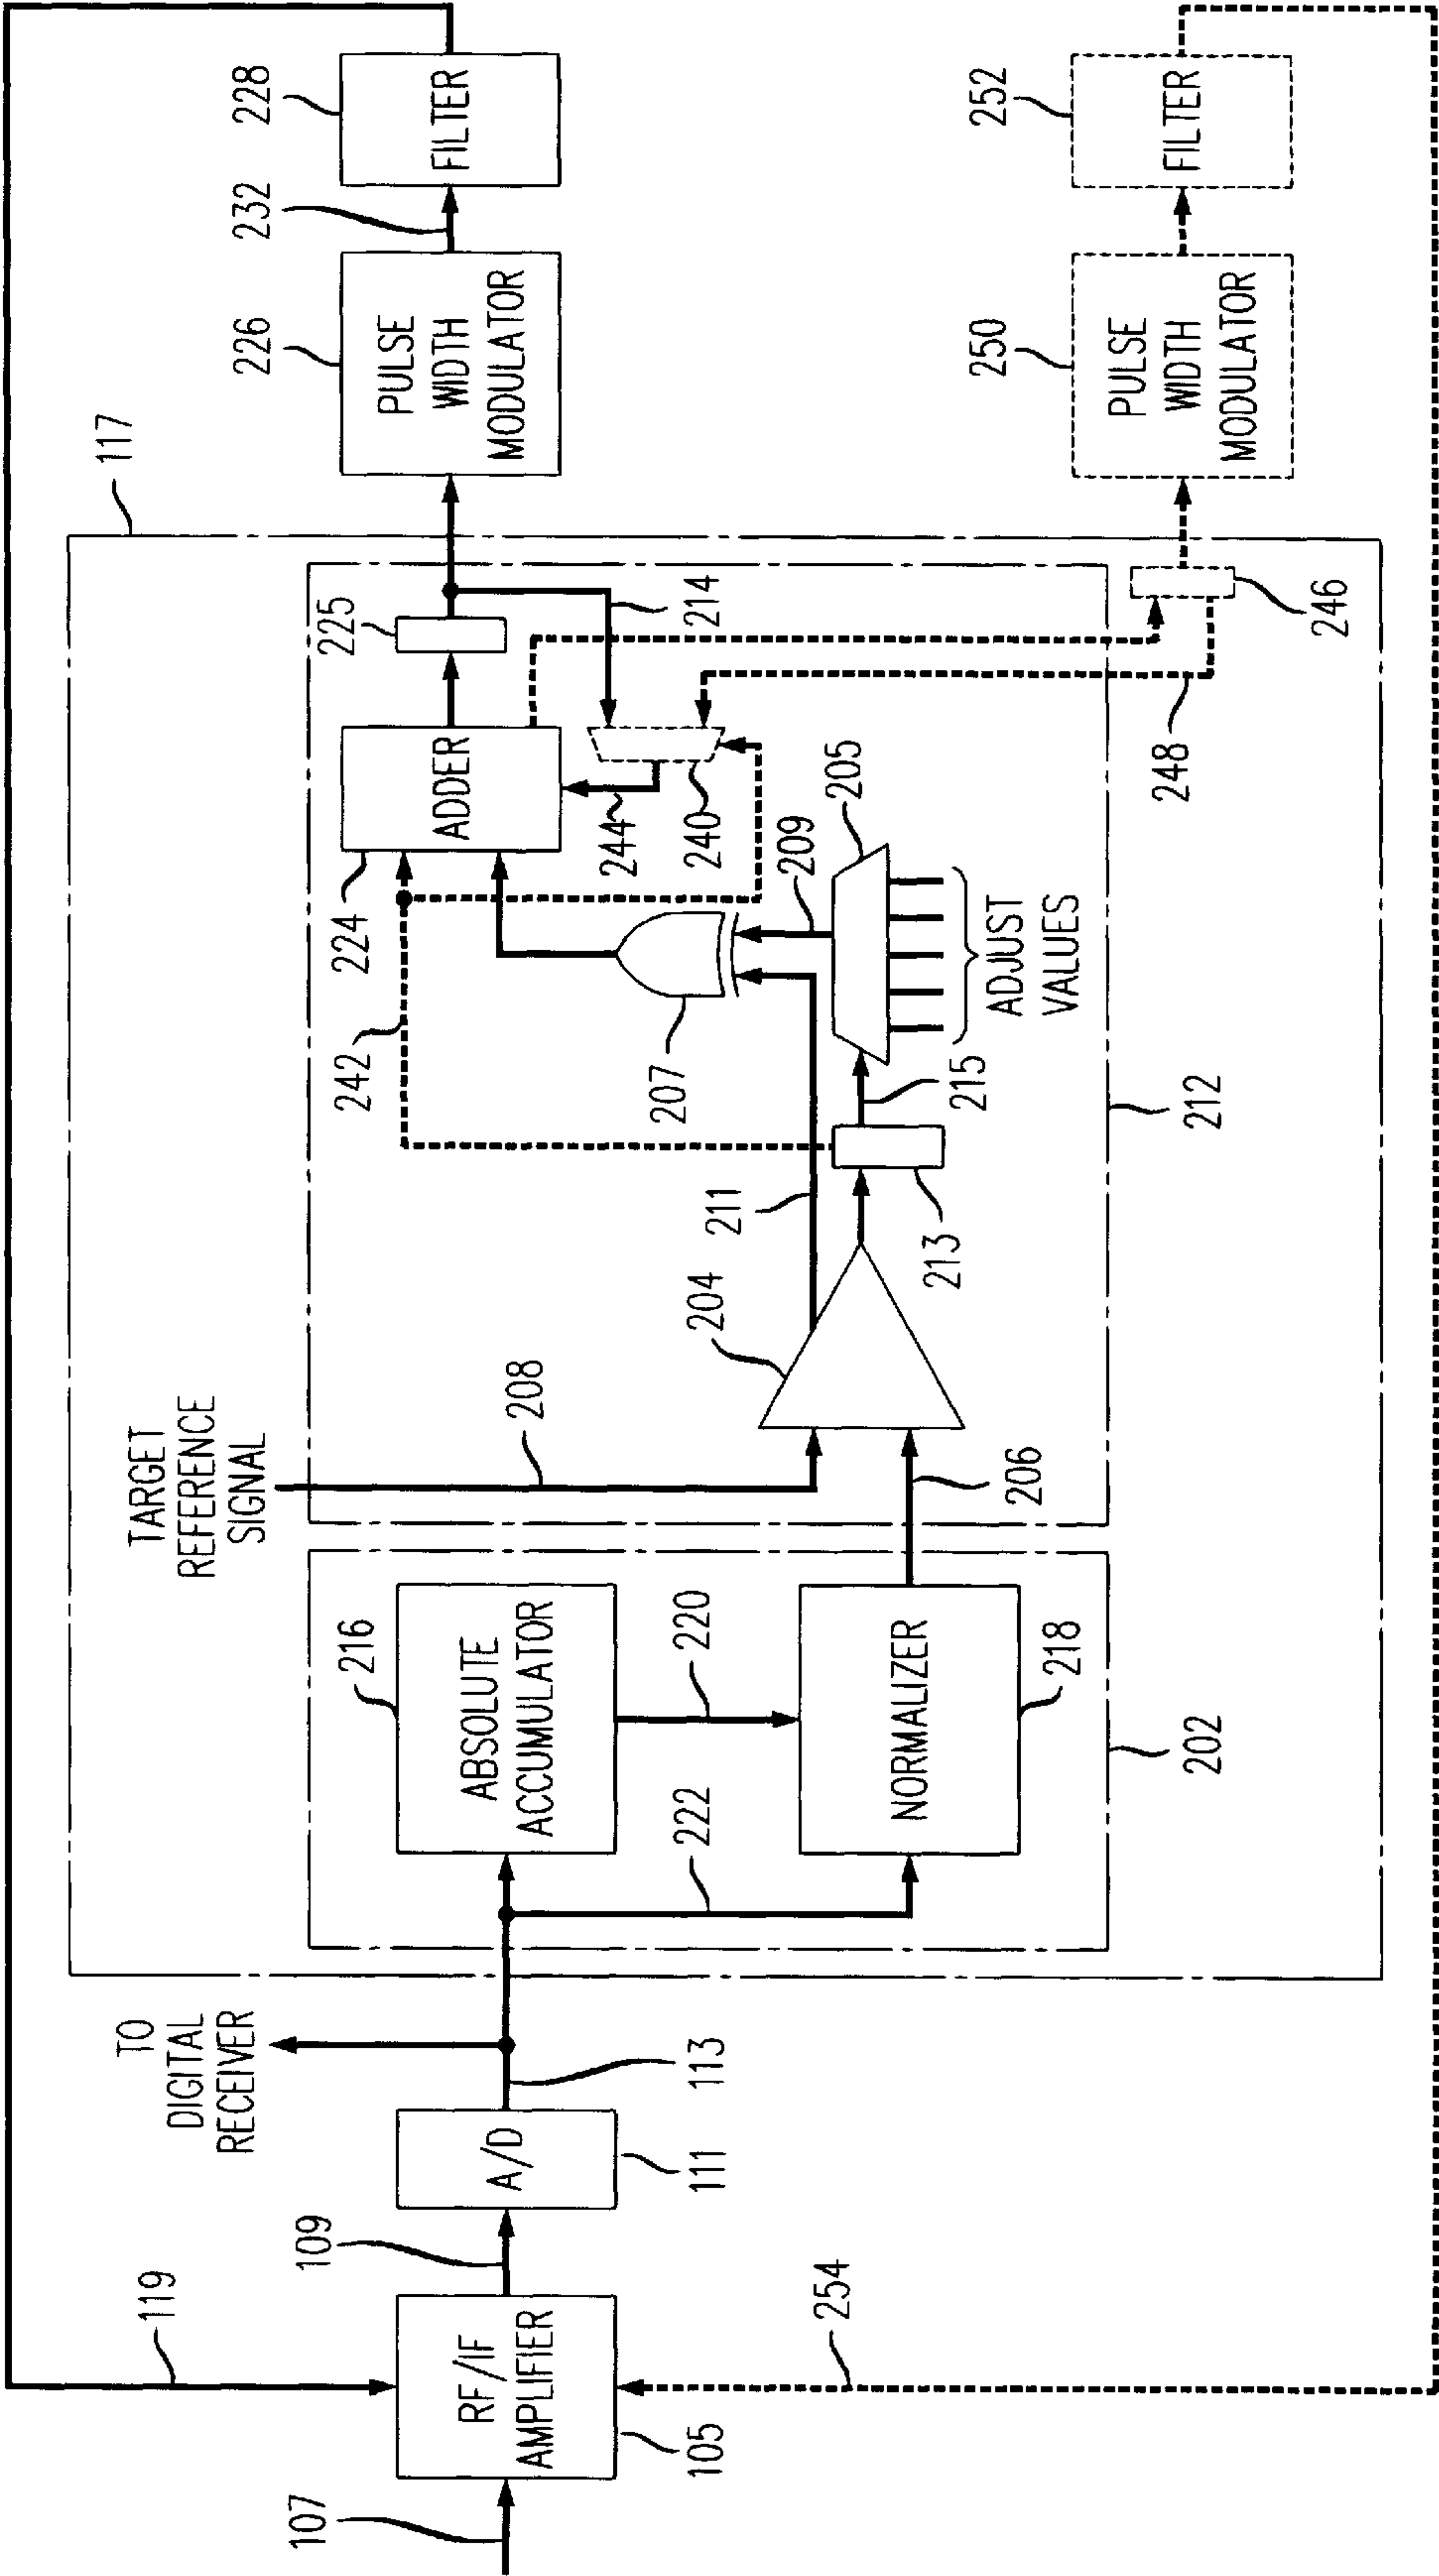 119
107
RF/IF
AMPLIFIER
105
109
A/D
111
113
TO
DIGITAL
RECEIVER
254
117
216
ABSOLUTE
ACCUMULATOR
220
222
NORMALIZER
218
202
TARGET
REFERENCE
SIGNAL
208
206
204
211
213
215
242
207
209
205
ADJUST
VALUES
212
224
ADDER
244
240
225
214
248
246
226
PULSE
WIDTH
MODULATOR
232
228
FILTER
250
PULSE
WIDTH
MODULATOR
252
FILTER